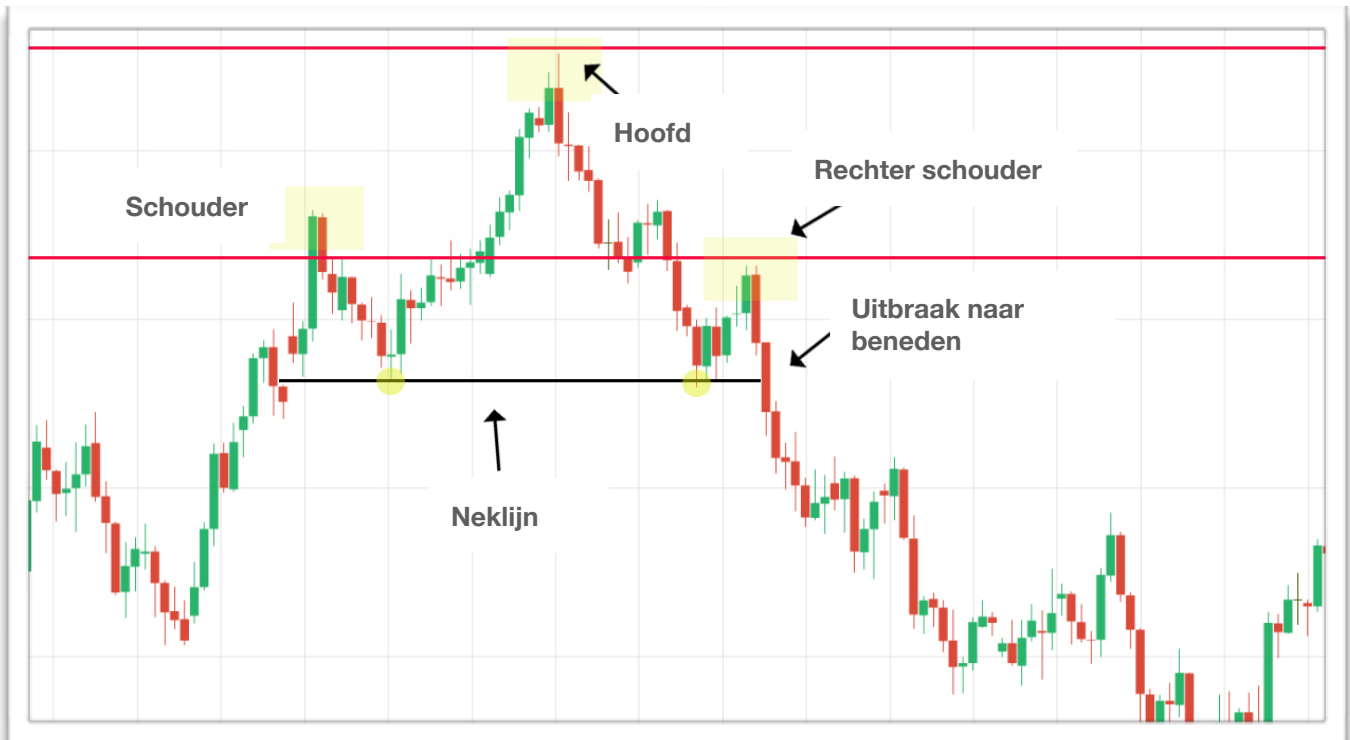 Hoofd
Rechter schouder
Schouder
Uitbraak naar
beneden
Neklijn